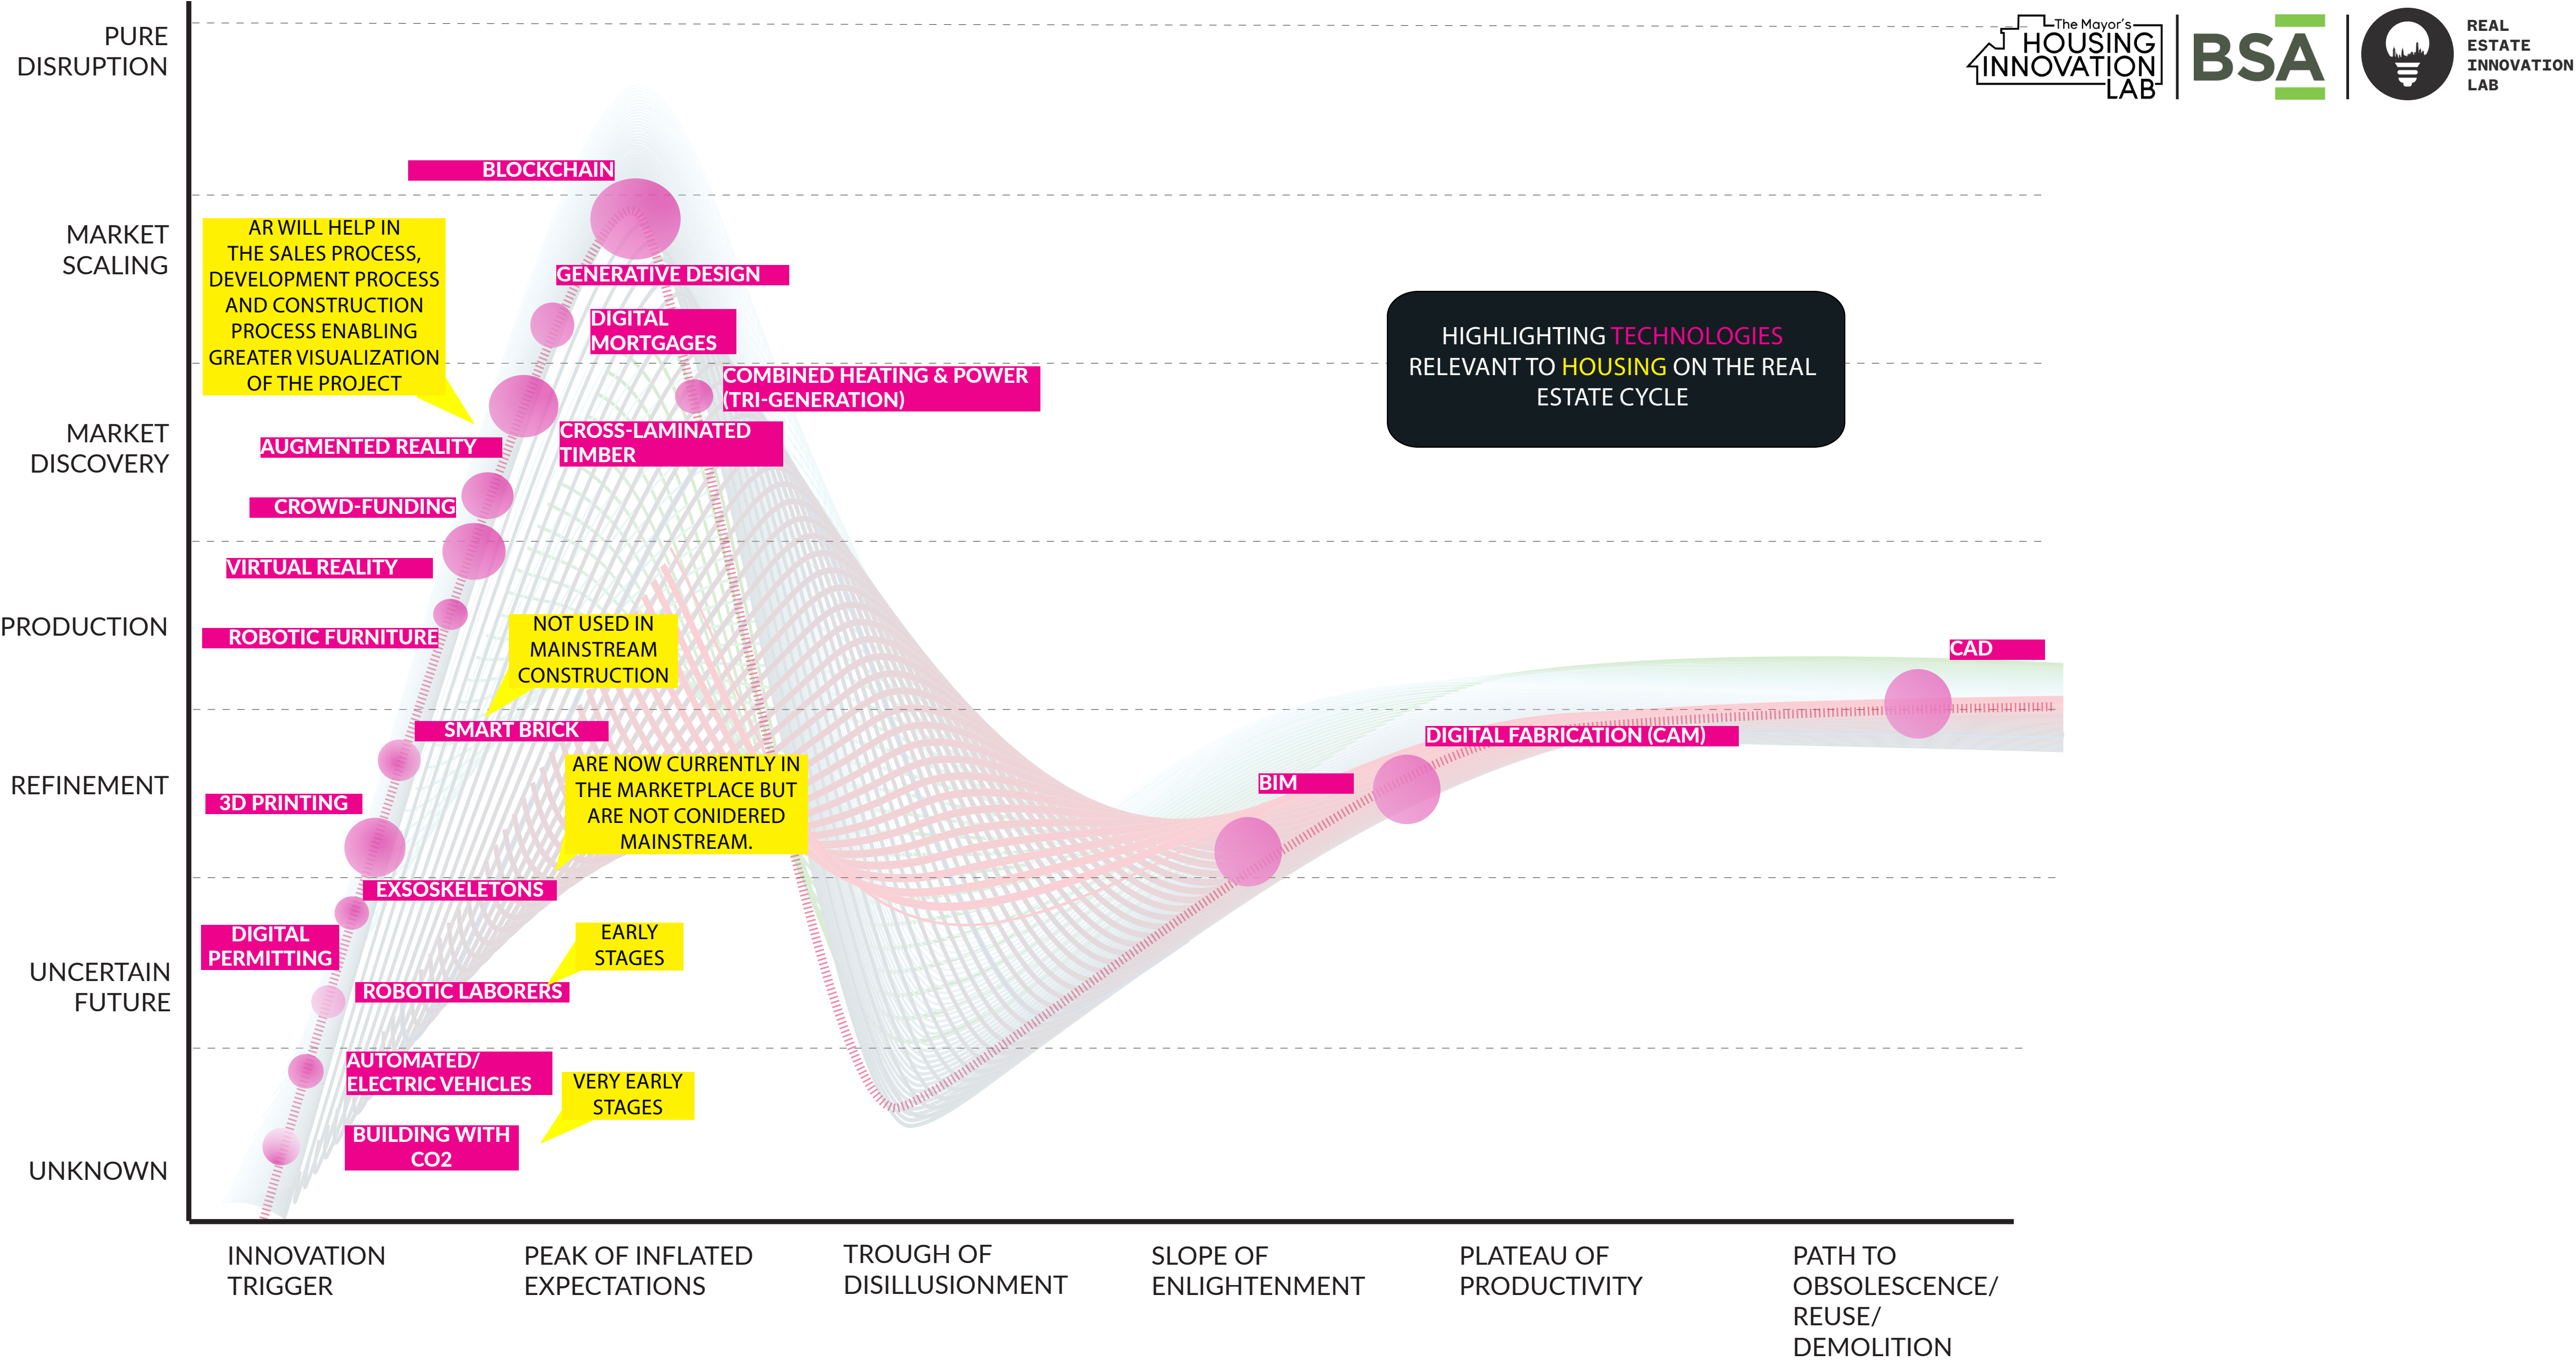 The Mayor's
HOUSING
INNOVATION
LAB
BSA
REAL
ESTATE
INNOVATION
LAB
PURE
DISRUPTION
MARKET
SCALING
MARKET
DISCOVERY
PRODUCTION
REFINEMENT
UNCERTAIN
FUTURE
UNKNOWN
BLOCKCHAIN
AR WILL HELP IN
THE SALES PROCESS,
DEVELOPMENT PROCESS
AND CONSTRUCTION
PROCESS ENABLING
GREATER VISUALIZATION
OF THE PROJECT
GENERATIVE DESIGN
DIGITAL
MORTGAGES
COMBINED HEATING & POWER
(TRI-GENERATION)
CROSS-LAMINATED
TIMBER
AUGMENTED REALITY
CROWD-FUNDING
VIRTUAL REALITY
ROBOTIC FURNITURE
NOT USED IN
MAINSTREAM
CONSTRUCTION
SMART BRICK
ARE NOW CURRENTLY IN
THE MARKETPLACE BUT
ARE NOT CONIDERED
MAINSTREAM.
3D PRINTING
EXSOSKELETONS
DIGITAL
PERMITTING
EARLY
STAGES
ROBOTIC LABORERS
AUTOMATED/
ELECTRIC VEHICLES
VERY EARLY
STAGES
BUILDING WITH
CO2
HIGHLIGHTING TECHNOLOGIES
RELEVANT TO HOUSING ON THE REAL
ESTATE CYCLE
CAD
DIGITAL FABRICATION (CAM)
BIM
INNOVATION
TRIGGER
PEAK OF INFLATED
EXPECTATIONS
TROUGH OF
DISILLUSIONMENT
SLOPE OF
ENLIGHTENMENT
PLATEAU OF
PRODUCTIVITY
PATH TO
OBSOLESCENCE/
REUSE/
DEMOLITION